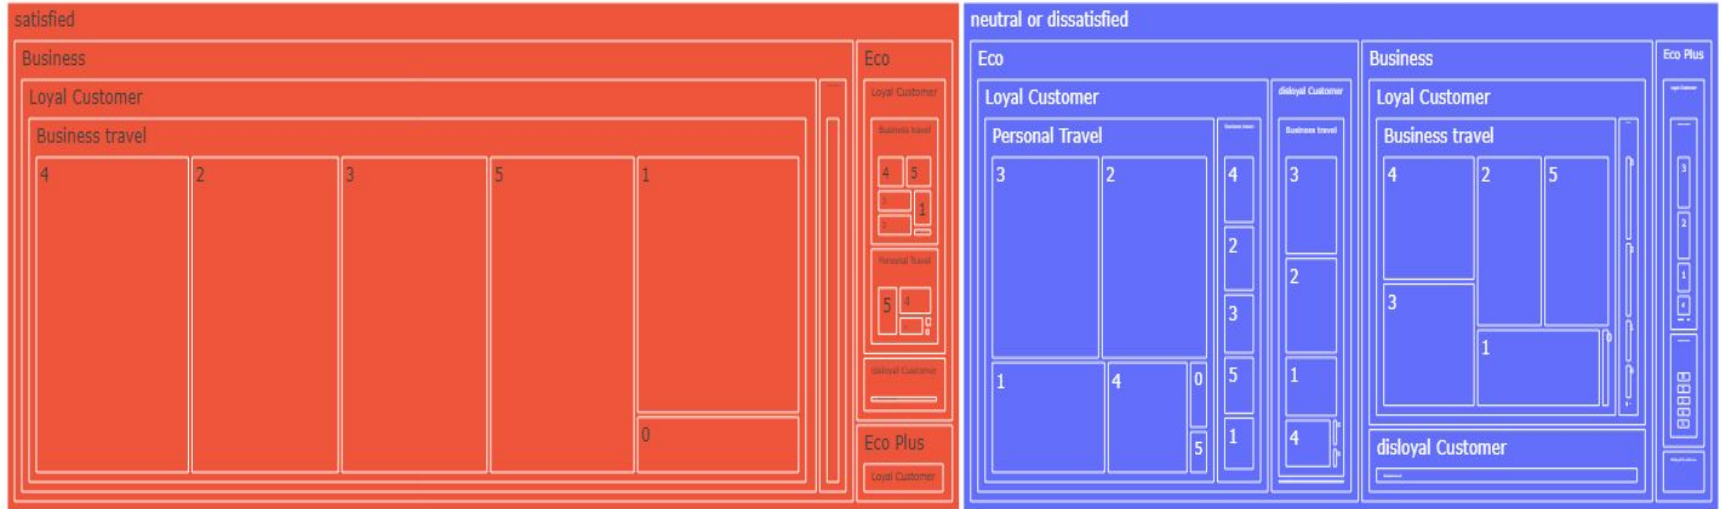 satisfied
Business
Loyal Customer
Business travel
4 2 3 5 1
0
Eco
Loyal Customer
Business travel
4 5
1
Personal Travel
5 4
disloyal Customer
Eco Plus
Loyal Customer
neutral or dissatisfied
Eco
Loyal Customer
Personal Travel
3 2
1 4 0
5
4
2
3
5
1
disloyal Customer
Business travel
3
2
1
4
Business
Loyal Customer
Business travel
4 2 5
3
1
disloyal Customer
Eco Plus
3
2
1